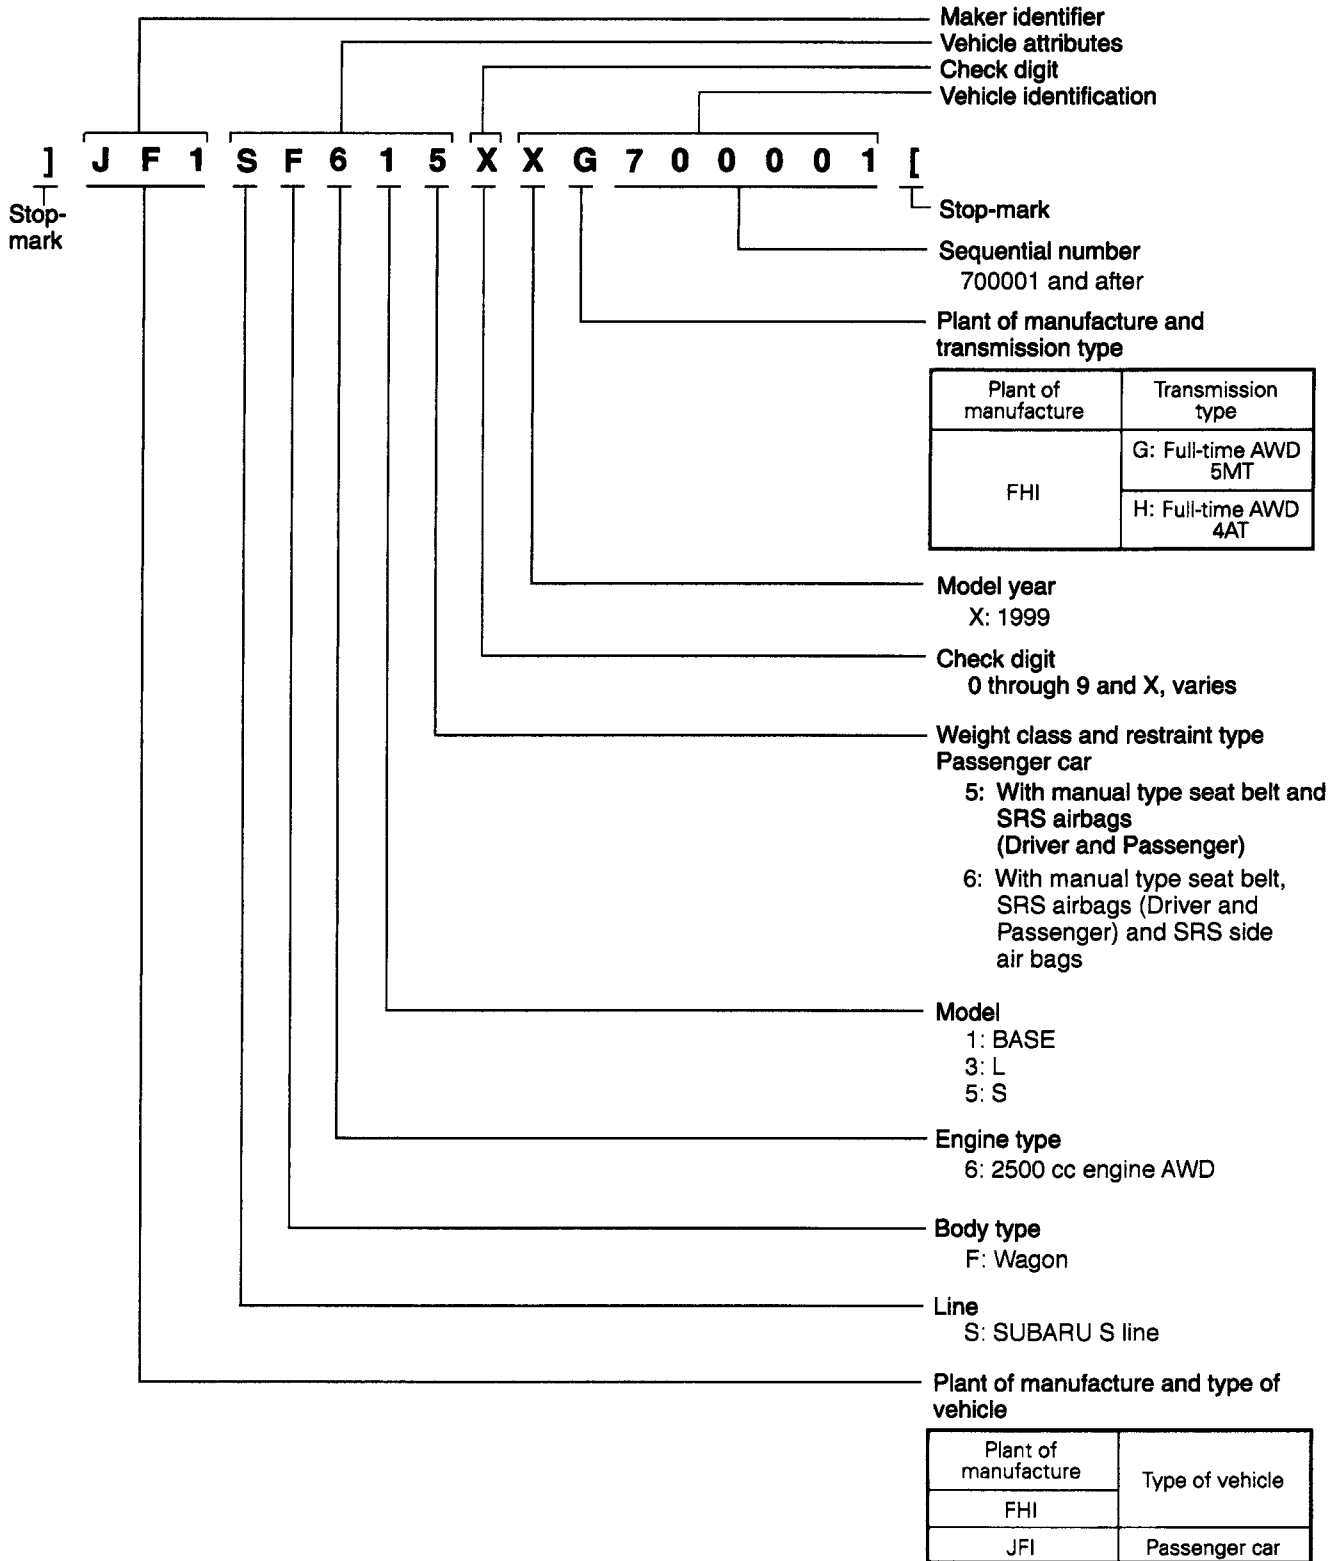 Maker identifier
Vehicle attributes
Check digit
Vehicle identification
] J F 1 S F 6 1 5 X X G 7 0 0 0 0 1 [
Stop-
mark
Stop-mark
Sequential number
700001 and after
Plant of manufacture and
transmission type
Plant of
manufacture
Transmission
type
FHI
G: Full-time AWD
5MT
H: Full-time AWD
4AT
Model year
X: 1999
Check digit
0 through 9 and X, varies
Weight class and restraint type
Passenger car
5: With manual type seat belt and
SRS airbags
(Driver and Passenger)
6: With manual type seat belt,
SRS airbags (Driver and
Passenger) and SRS side
air bags
Model
1: BASE
3: L
5: S
Engine type
6: 2500 cc engine AWD
Body type
F: Wagon
Line
S: SUBARU S line
Plant of manufacture and type of
vehicle
Plant of
manufacture
Type of vehicle
FHI
JFI Passenger car